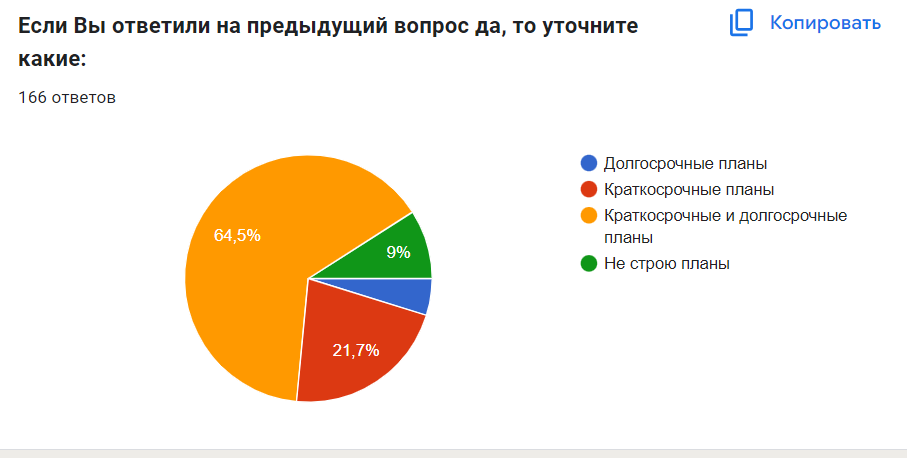 Если Вы ответили на предыдущий вопрос да, то уточните
какие:
Копировать
166 ответов
64,5%
9%
21,7%
Долгосрочные планы
Краткосрочные планы
Краткосрочные и долгосрочные
планы
Не строю планы